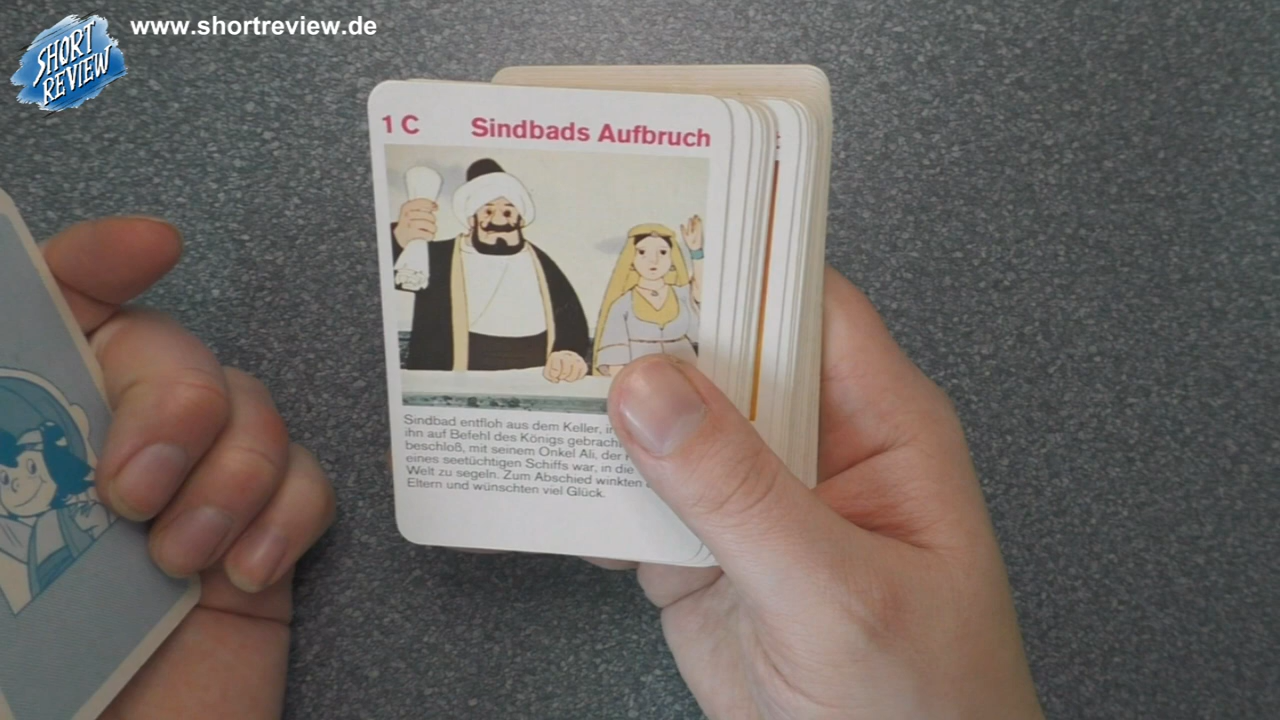 www.shortreview.de
SHORT
REVIEW
1 C Sindbads Aufbruch
Sindbad entfloh aus dem Keller, in
ihn auf Befehl des Königs gebrach
beschloß, mit seinem Onkel Ali, der
eines seetüchtigen Schiffs war, in die
Welt zu segeln. Zum Abschied winkten
Eltern und wünschten viel Glück.